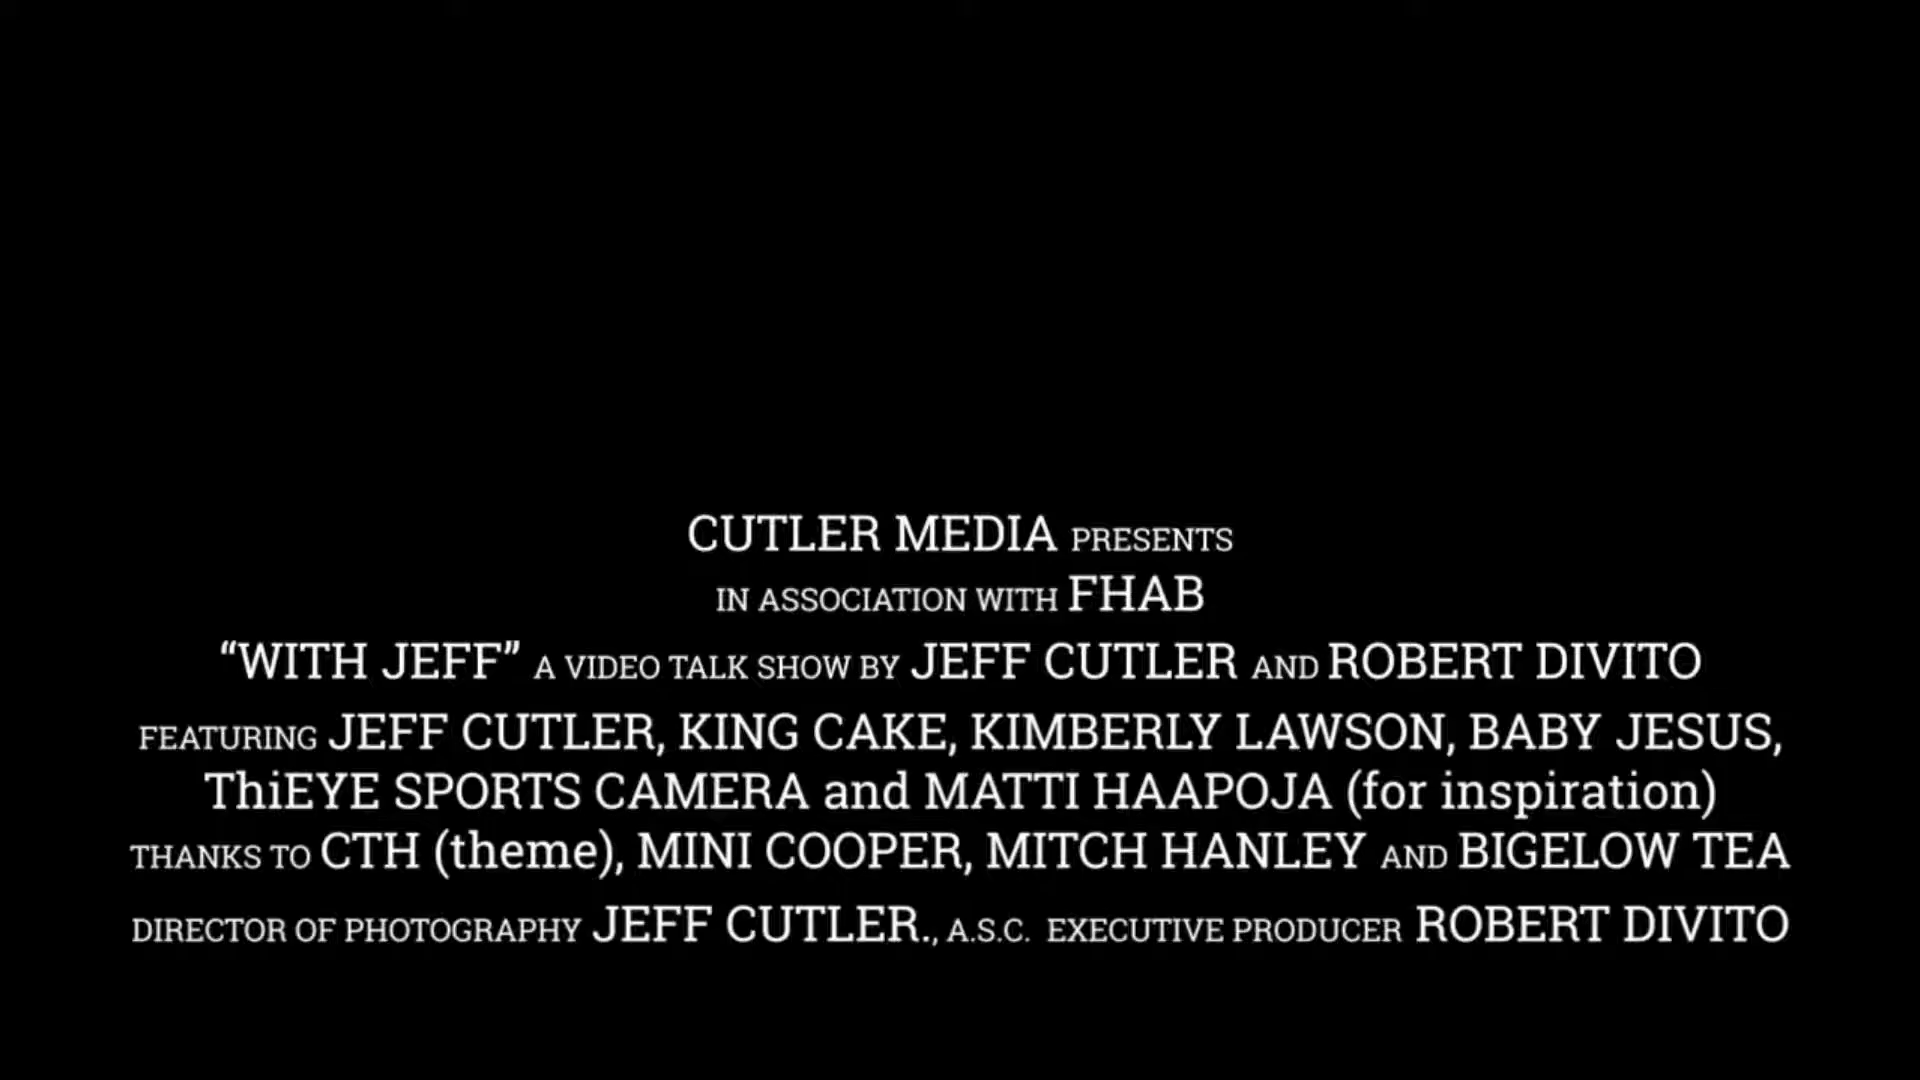 CUTLER MEDIA PRESENTS
IN ASSOCIATION WITH FHAB
“WITH JEFF” A VIDEO TALK SHOW BY JEFF CUTLER AND ROBERT DIVITO
FEATURING JEFF CUTLER, KING CAKE, KIMBERLY LAWSON, BABY JESUS,
ThiEYE SPORTS CAMERA and MATTI HAAPOJA (for inspiration)
THANKS TO CTH (theme), MINI COOPER, MITCH HANLEY AND BIGELOW TEA
DIRECTOR OF PHOTOGRAPHY JEFF CUTLER., A.S.C. EXECUTIVE PRODUCER ROBERT DIVITO